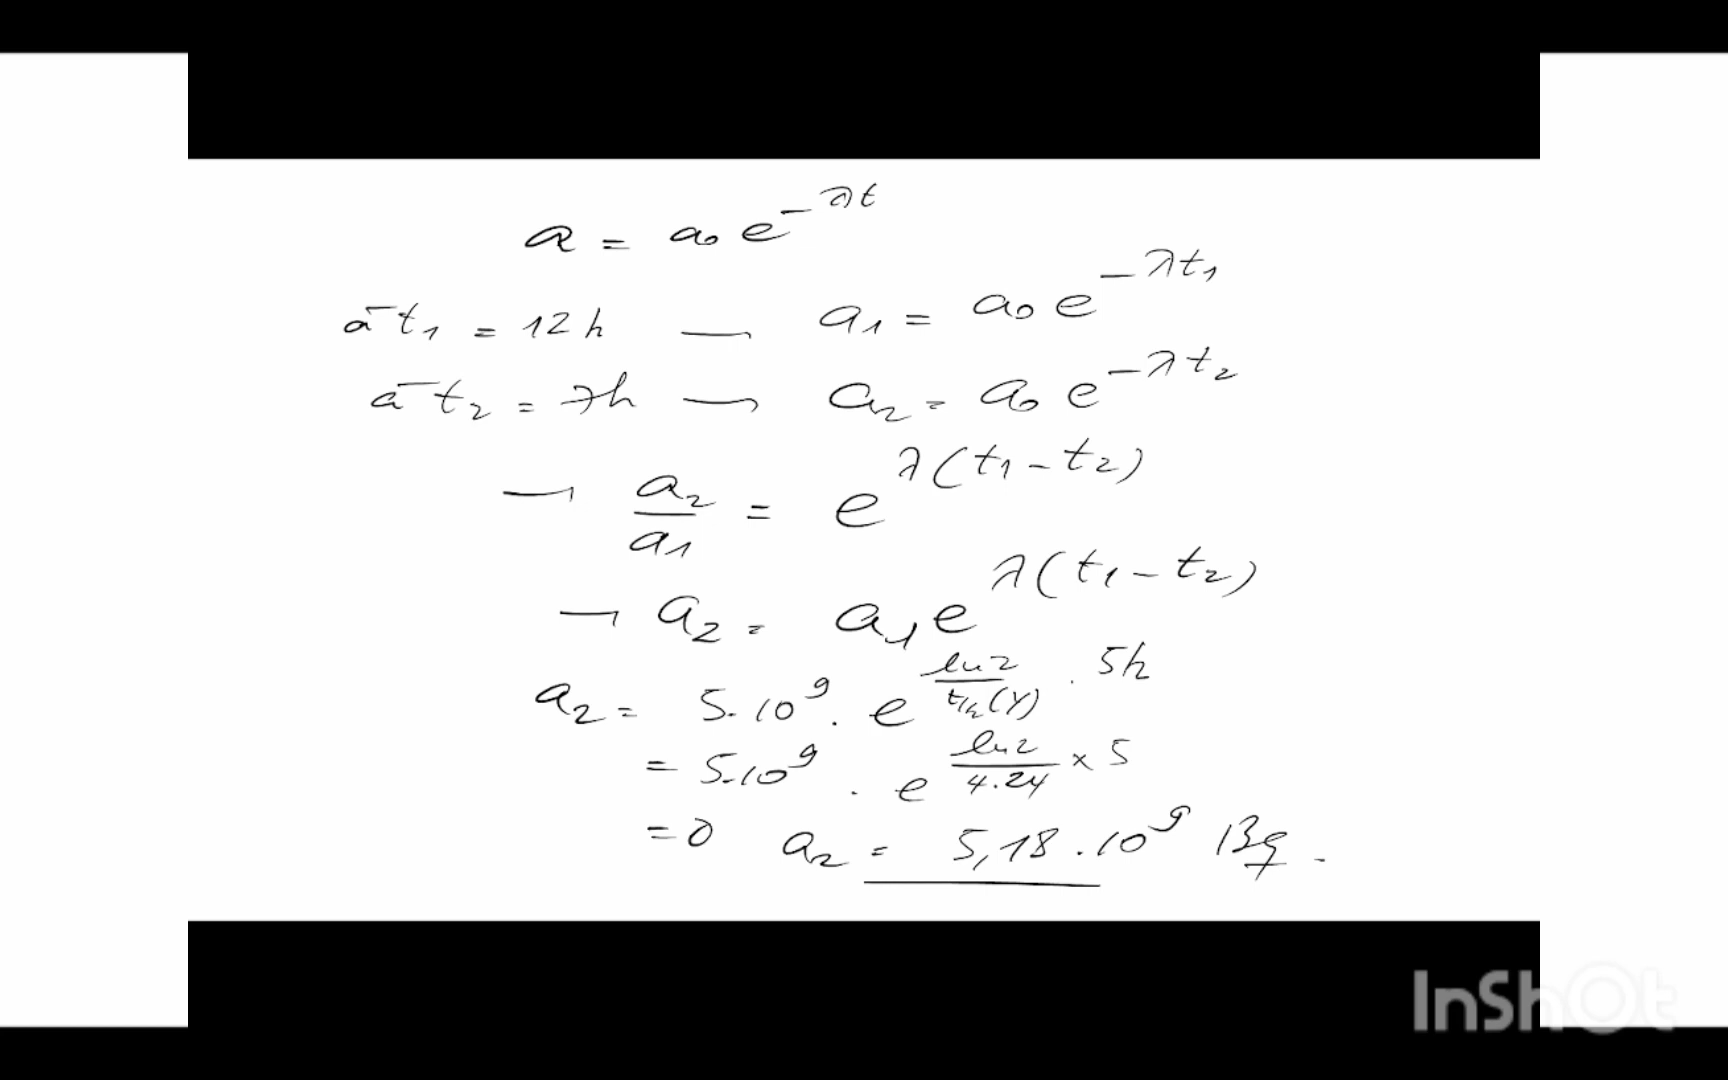 a = a₀ e^{-λt}
à t₁ = 12 h — a₁ = a₀ e^{-λt₁}
à t₂ = 7h — a₂ = a₀ e^{-λt₂}
→ a₂/a₁ = e^{λ(t₁-t₂)}
→ a₂ = a₁ e^{λ(t₁-t₂)}
a₂ = 5.10⁹ . e^{ln2/t½(Y) . 5h}
= 5.10⁹ . e^{ln2/4.24 × 5}
=> a₂ = 5,18 .10⁹ Bq .
InShot